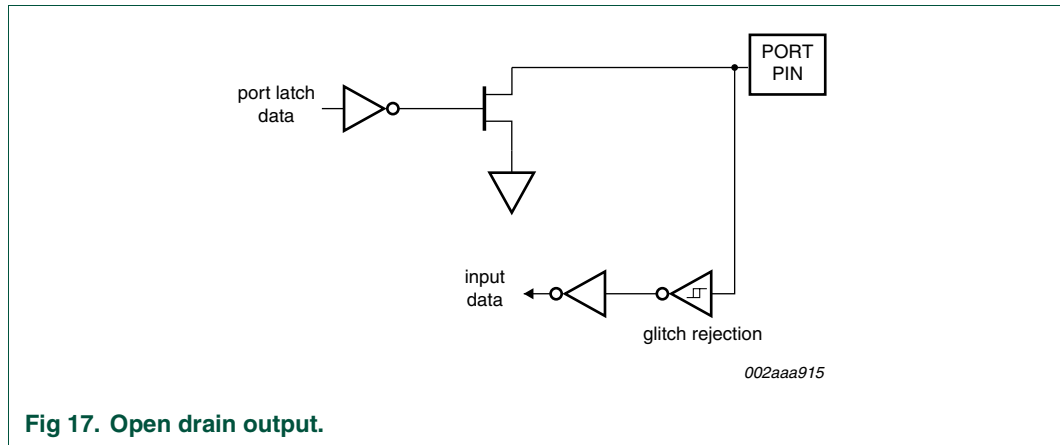 PORT
PIN
port latch
data
input
data
glitch rejection
002aaa915
Fig 17. Open drain output.